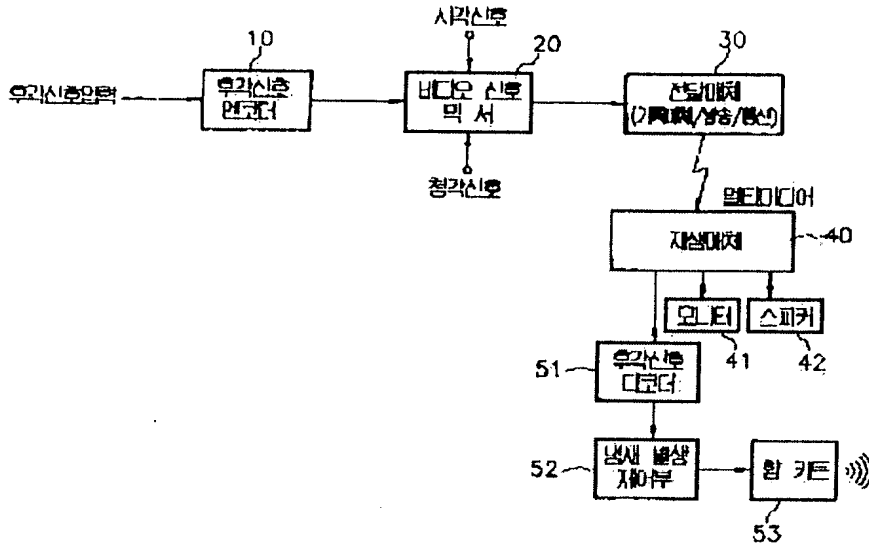 시각신호
10
20
30
후각신호입력
후각신호
엔코더
비디오 신호
믹 서
전달매체
(기록매체/방송/통신)
청각신호
멀티미디어
재생매체
40
모니터
스피커
41
42
51
후각신호
디코더
52
냄새 발생
제어부
향 카트
53